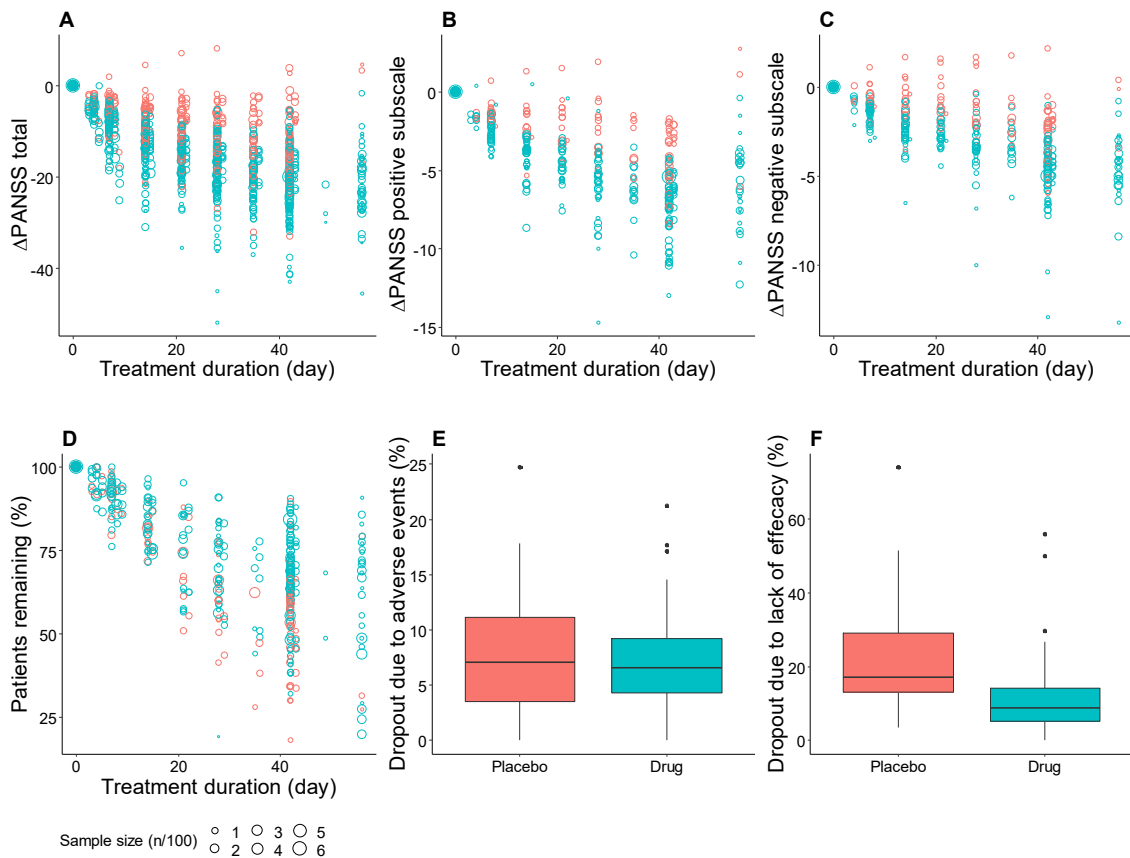 A
ΔPANSS total
0
-20
-40
0
20
40
Treatment duration (day)
B
ΔPANSS positive subscale
0
-5
-10
-15
0
20
40
Treatment duration (day)
C
ΔPANSS negative subscale
0
-5
-10
0
20
40
Treatment duration (day)
D
Patients remaining (%)
100
75
50
25
0
20
40
Treatment duration (day)
E
Dropout due to adverse events (%)
25
20
15
10
5
0
Placebo
Drug
F
Dropout due to lack of effecacy (%)
60
40
20
0
Placebo
Drug
Sample size (n/100)
1 3 5
2 4 6